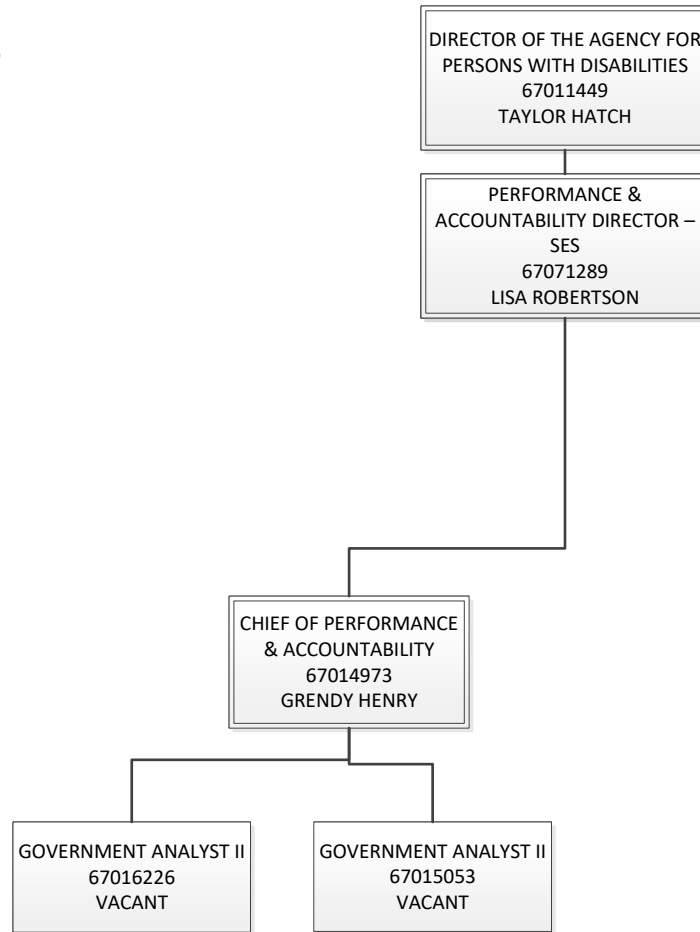 DIRECTOR OF THE AGENCY FOR
PERSONS WITH DISABILITIES
67011449
TAYLOR HATCH
PERFORMANCE &
ACCOUNTABILITY DIRECTOR –
SES
67071289
LISA ROBERTSON
CHIEF OF PERFORMANCE
& ACCOUNTABILITY
67014973
GRENDY HENRY
GOVERNMENT ANALYST II
67016226
VACANT
GOVERNMENT ANALYST II
67015053
VACANT